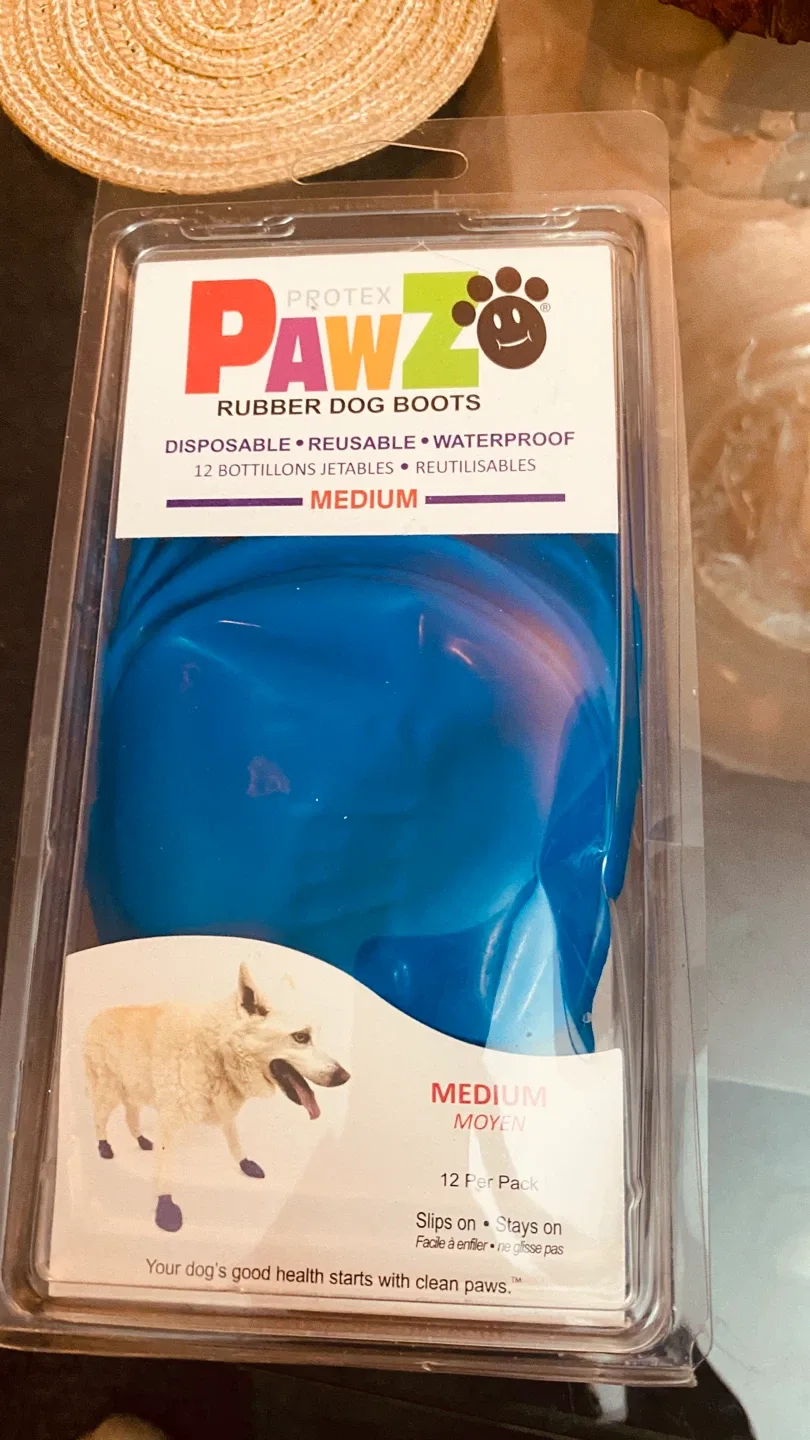 PROTEX
PAWZ®
RUBBER DOG BOOTS
DISPOSABLE • REUSABLE • WATERPROOF
12 BOTTILLONS JETABLES • REUTILISABLES
MEDIUM
MEDIUM
MOYEN
12 Per Pack
Slips on • Stays on
Facile à enfiler • ne glisse pas
Your dog's good health starts with clean paws.™